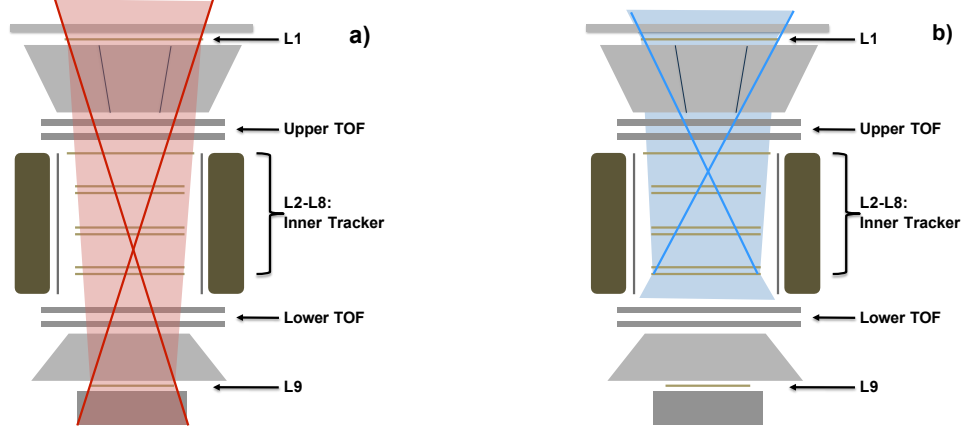 a)
L1
Upper TOF
L2-L8:
Inner Tracker
Lower TOF
L9
b)
L1
Upper TOF
L2-L8:
Inner Tracker
Lower TOF
L9